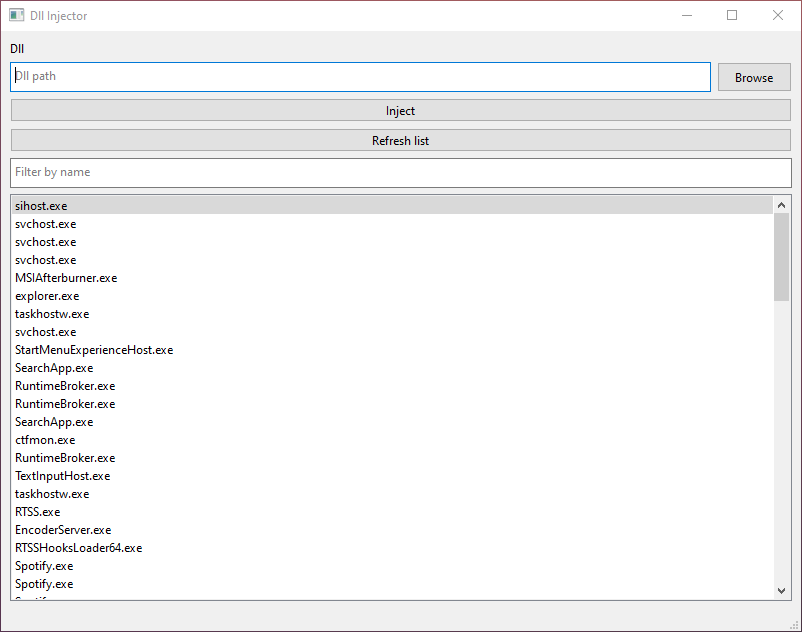 Dll Injector
Dll
Dll path
Browse
Inject
Refresh list
Filter by name
sihost.exe
svchost.exe
svchost.exe
svchost.exe
MSIAfterburner.exe
explorer.exe
taskhostw.exe
svchost.exe
StartMenuExperienceHost.exe
SearchApp.exe
RuntimeBroker.exe
RuntimeBroker.exe
SearchApp.exe
ctfmon.exe
RuntimeBroker.exe
TextInputHost.exe
taskhostw.exe
RTSS.exe
EncoderServer.exe
RTSSHooksLoader64.exe
Spotify.exe
Spotify.exe